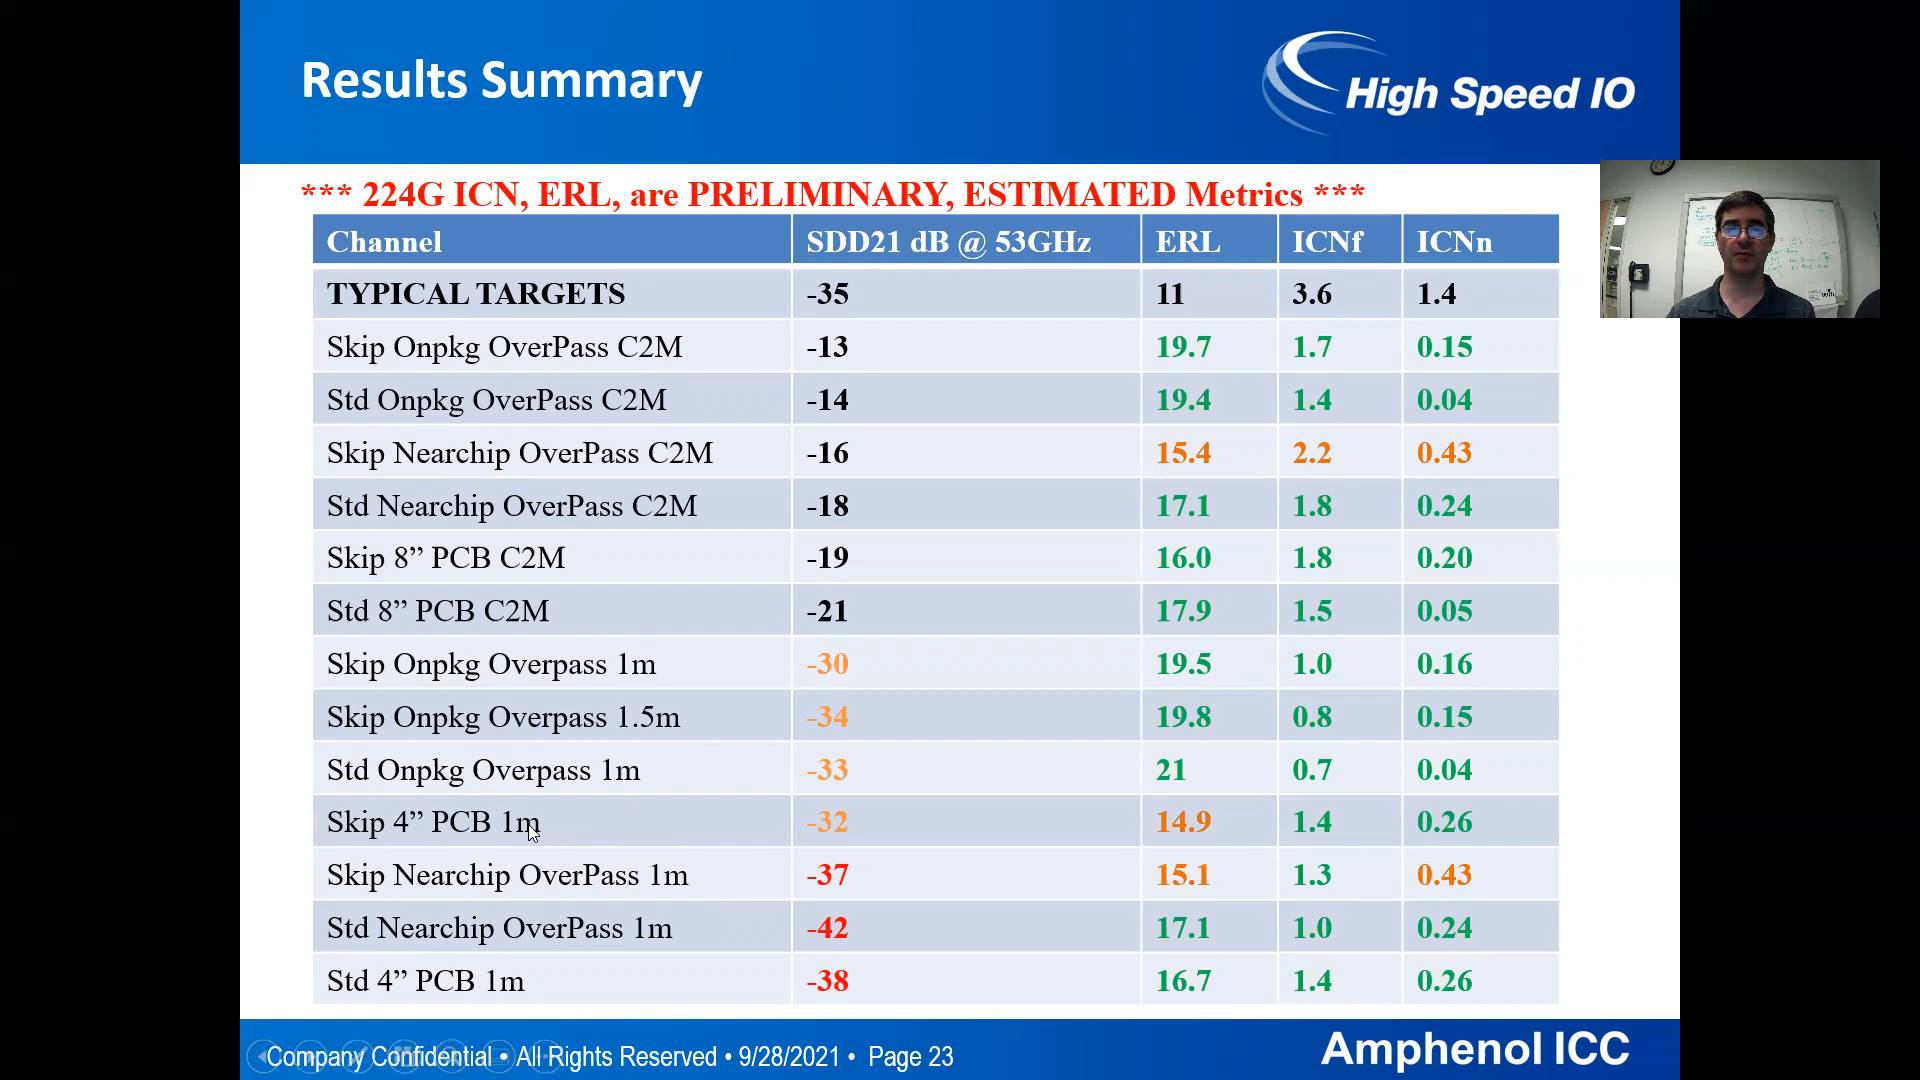 Results Summary
High Speed IO
*** 224G ICN, ERL, are PRELIMINARY, ESTIMATED Metrics ***
Channel SDD21 dB @ 53GHz ERL ICNf ICNn
TYPICAL TARGETS -35 11 3.6 1.4
Skip Onpkg OverPass C2M -13 19.7 1.7 0.15
Std Onpkg OverPass C2M -14 19.4 1.4 0.04
Skip Nearchip OverPass C2M -16 15.4 2.2 0.43
Std Nearchip OverPass C2M -18 17.1 1.8 0.24
Skip 8” PCB C2M -19 16.0 1.8 0.20
Std 8” PCB C2M -21 17.9 1.5 0.05
Skip Onpkg Overpass 1m -30 19.5 1.0 0.16
Skip Onpkg Overpass 1.5m -34 19.8 0.8 0.15
Std Onpkg Overpass 1m -33 21 0.7 0.04
Skip 4” PCB 1m -32 14.9 1.4 0.26
Skip Nearchip OverPass 1m -37 15.1 1.3 0.43
Std Nearchip OverPass 1m -42 17.1 1.0 0.24
Std 4” PCB 1m -38 16.7 1.4 0.26
Company Confidential • All Rights Reserved • 9/28/2021 • Page 23
Amphenol ICC